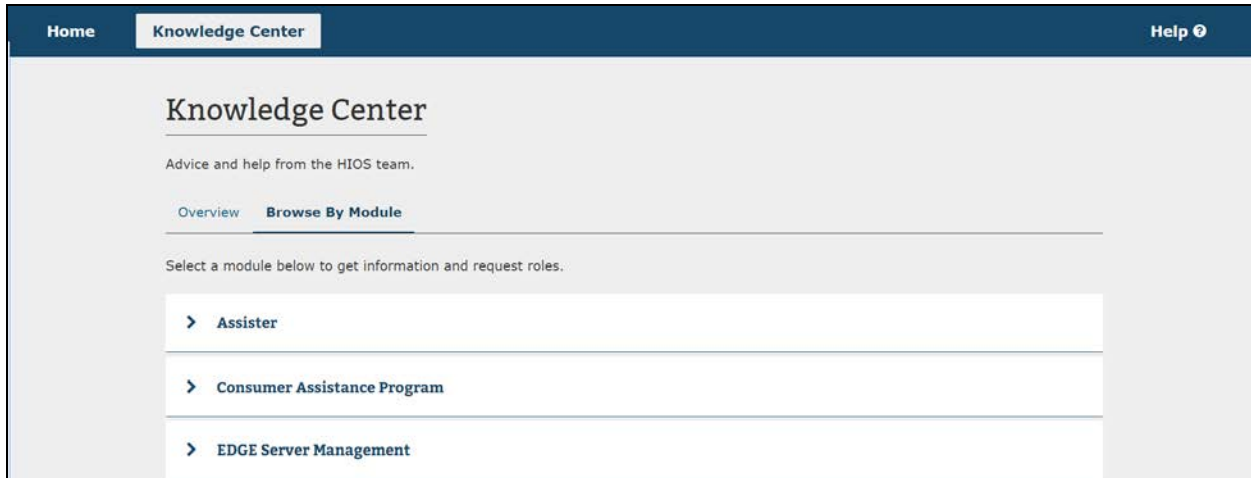 Home Knowledge Center Help
Knowledge Center
Advice and help from the HIOS team.
Overview Browse By Module
Select a module below to get information and request roles.
Assister
Consumer Assistance Program
EDGE Server Management